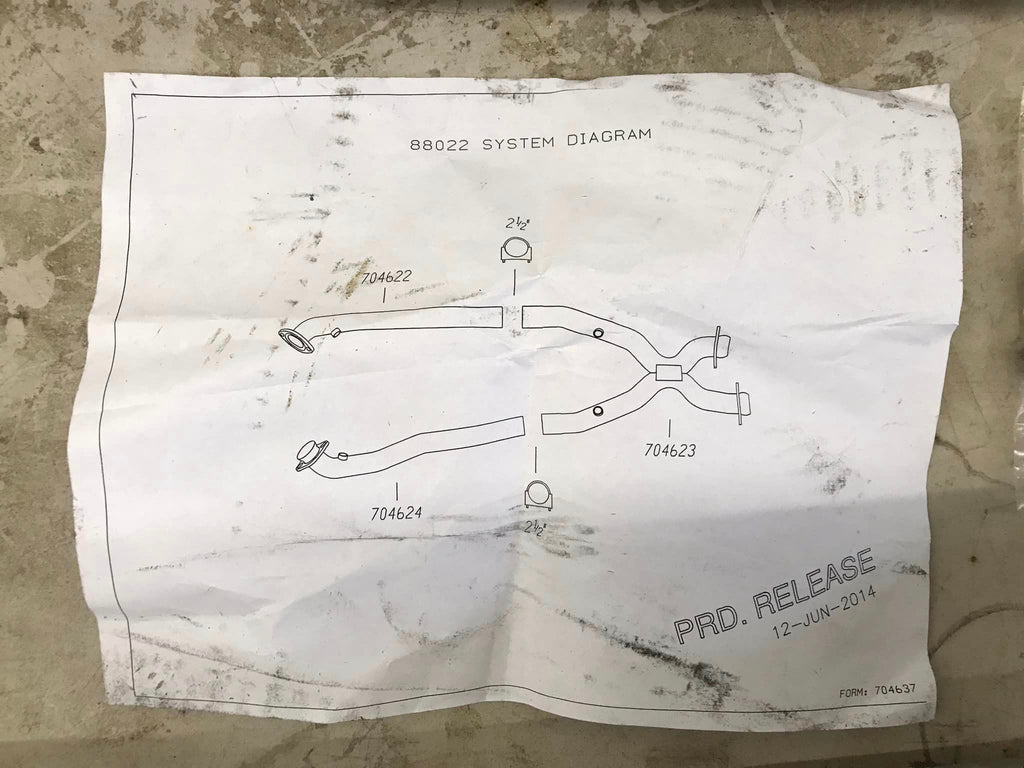 88022 SYSTEM DIAGRAM
2½"
704622
704623
704624
2½"
PRD. RELEASE
12-JUN-2014
FORM: 704637